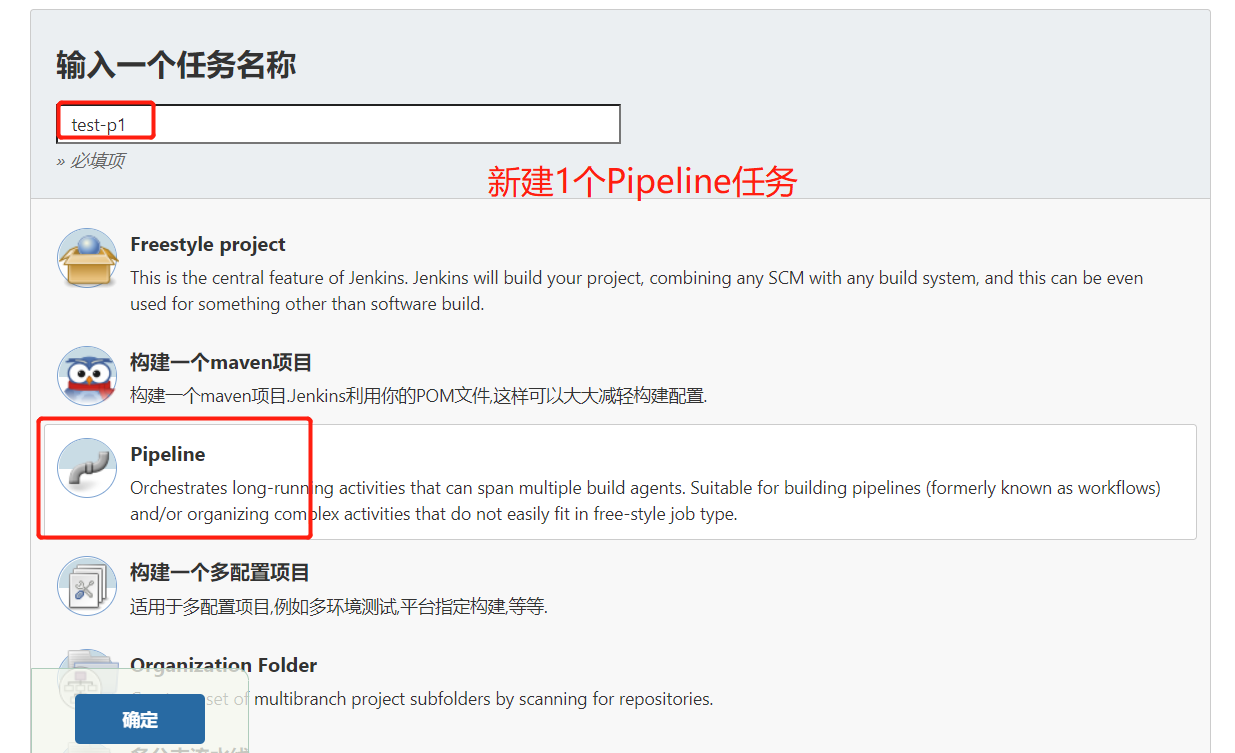 输入一个任务名称
test-p1
» 必填项
新建1个Pipeline任务
Freestyle project
This is the central feature of Jenkins. Jenkins will build your project, combining any SCM with any build system, and this can be even
used for something other than software build.
构建一个maven项目
构建一个maven项目.Jenkins利用你的POM文件,这样可以大大减轻构建配置.
Pipeline
Orchestrates long-running activities that can span multiple build agents. Suitable for building pipelines (formerly known as workflows)
and/or organizing complex activities that do not easily fit in free-style job type.
构建一个多配置项目
适用于多配置项目,例如多环境测试,平台指定构建,等等.
Organization Folder
set of multibranch project subfolders by scanning for repositories.
确定